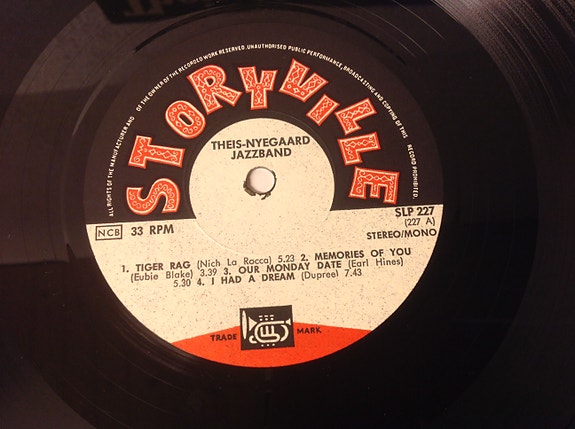 ALL RIGHTS OF THE MANUFACTURER AND OF THE OWNER OF THE RECORDED WORK RESERVED. UNAUTHORISED PUBLIC PERFORMANCE, BROADCASTING AND COPYING OF THIS RECORD PROHIBITED.
STORYVILLE
THEIS-NYEGAARD
JAZZBAND
NCB 33 RPM
SLP 227
(227 A)
STEREO/MONO
1. TIGER RAG (Nich La Rocca) 5.23 2. MEMORIES OF YOU
(Eubie Blake) 3.39 3. OUR MONDAY DATE (Earl Hines)
5.30 4. I HAD A DREAM (Dupree) 7.43
TRADE MARK